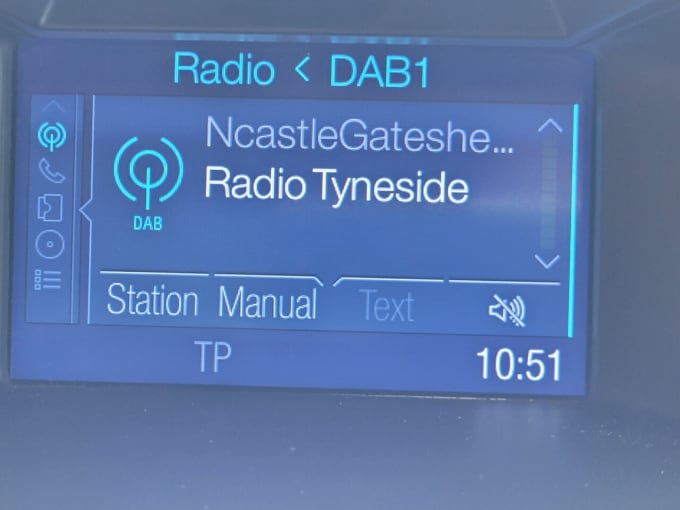 Radio < DAB1
NcastleGateshe...
Radio Tyneside
DAB
Station Manual Text
TP 10:51